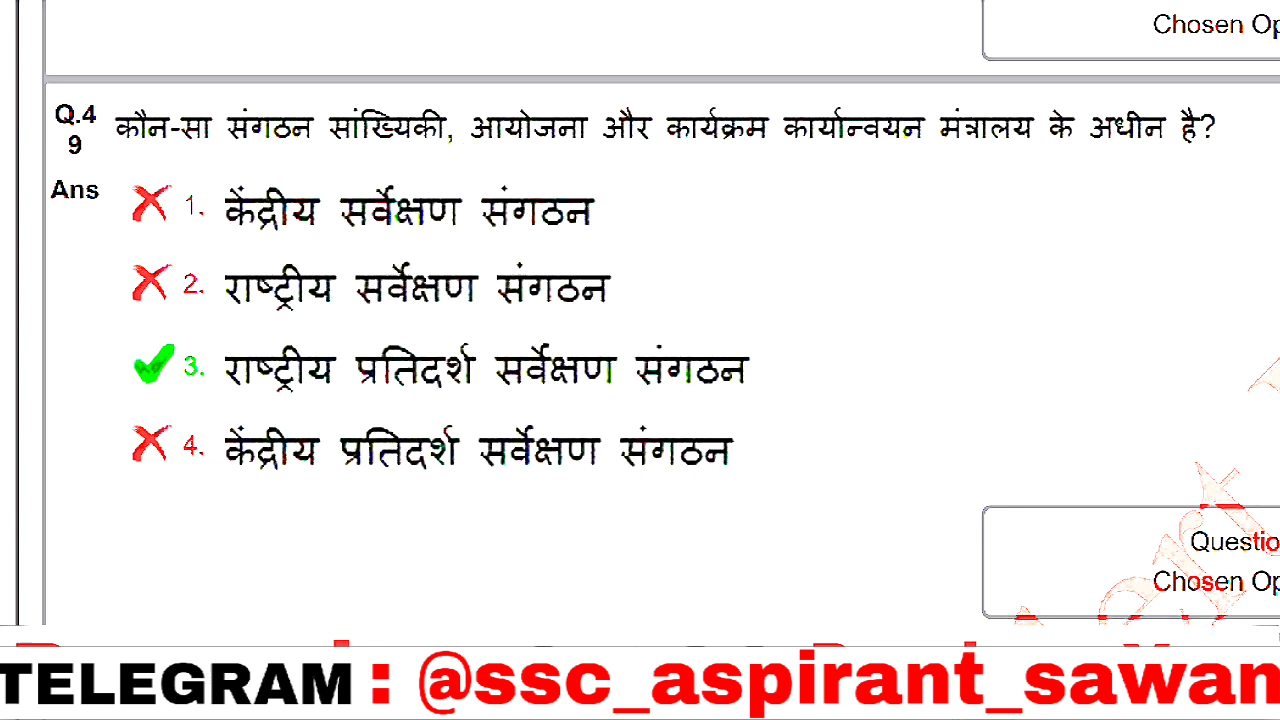 Chosen Op
Q.4 कौन-सा संगठन सांख्यिकी, आयोजना और कार्यक्रम कार्यान्वयन मंत्रालय के अधीन है?
9
Ans 1. केंद्रीय सर्वेक्षण संगठन
2. राष्ट्रीय सर्वेक्षण संगठन
3. राष्ट्रीय प्रतिदर्श सर्वेक्षण संगठन
4. केंद्रीय प्रतिदर्श सर्वेक्षण संगठन
Questio
Chosen Op
TELEGRAM : @ssc_aspirant_sawan